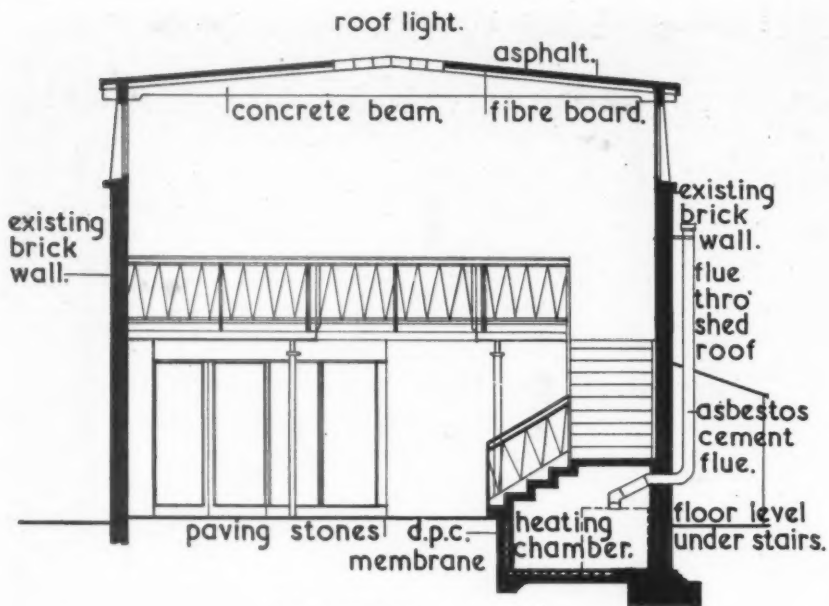 roof light.
asphalt.
concrete beam,
fibre board.
existing
brick
wall.
existing
brick
wall.
flue
thro'
shed
roof
asbestos
cement
flue.
paving stones
d.p.c.
membrane
heating
chamber.
floor level
under stairs.